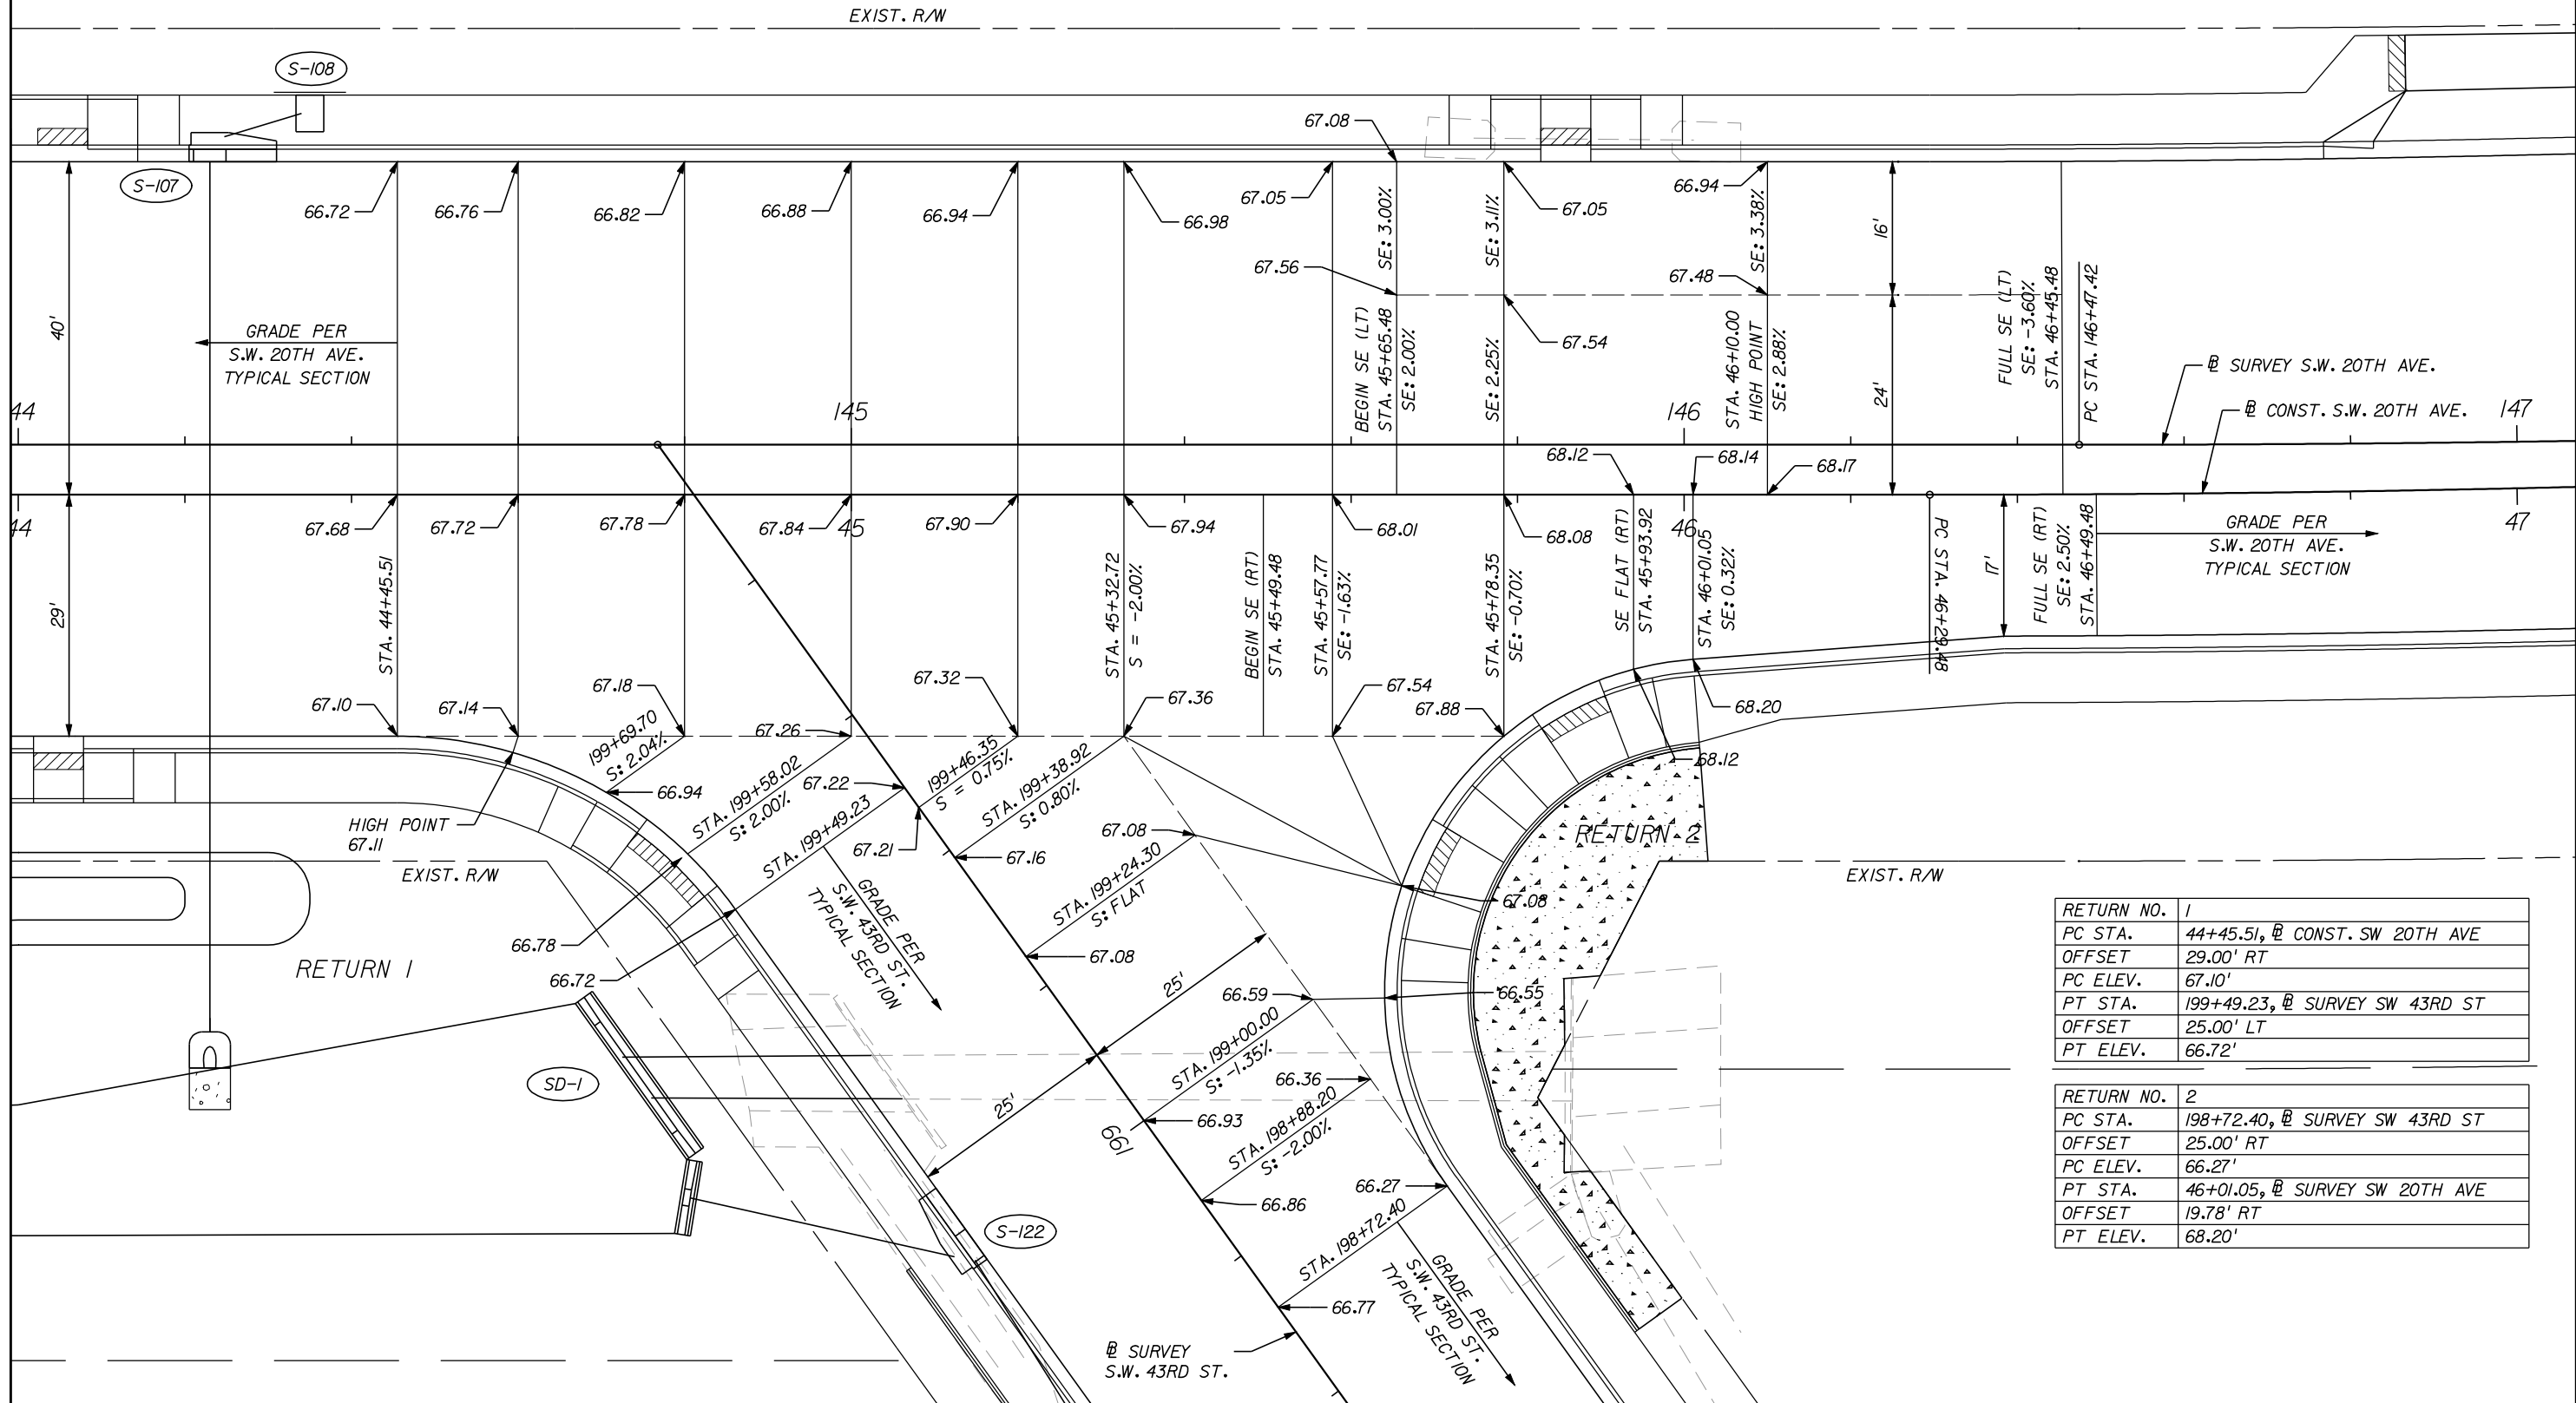 EXIST. R/W
S-108
S-107
67.08
66.72
66.76
66.82
66.88
66.94
66.98
67.05
67.05
66.94
SE: 3.00%
SE: 3.11%
SE: 3.38%
16'
67.56
67.48
67.54
40'
GRADE PER
S.W. 20TH AVE.
TYPICAL SECTION
BEGIN SE (LT)
STA. 45+65.48
SE: 2.00%
SE: 2.25%
STA. 46+10.00
HIGH POINT
SE: 2.88%
24'
FULL SE (LT)
SE: -3.60%
STA. 46+45.48
PC STA. 146+47.42
SURVEY S.W. 20TH AVE.
CONST. S.W. 20TH AVE.
44
145
146
147
68.12
68.14
68.17
44
45
46
47
67.68
67.72
67.78
67.84
67.90
67.94
68.01
68.08
29'
STA. 44+45.51
STA. 45+32.72
S = -2.00%
BEGIN SE (RT)
STA. 45+49.48
STA. 45+57.77
SE: -1.63%
STA. 45+78.35
SE: -0.70%
SE FLAT (RT)
STA. 45+93.92
STA. 46+01.05
SE: 0.32%
PC STA. 46+29.48
17'
FULL SE (RT)
SE: 2.50%
STA. 46+49.48
GRADE PER
S.W. 20TH AVE.
TYPICAL SECTION
67.10
67.14
67.18
67.26
67.32
67.36
67.54
67.88
68.20
68.12
199+69.70
S: 2.04%
66.94
STA. 199+58.02
S: 2.00%
67.22
199+46.35
S = 0.75%
STA. 199+38.92
S: 0.80%
STA. 199+49.23
67.21
67.16
67.08
67.08
HIGH POINT
67.11
EXIST. R/W
RETURN 2
EXIST. R/W
GRADE PER
S.W. 43RD ST.
TYPICAL SECTION
STA. 199+24.30
S: FLAT
67.08
66.78
66.72
RETURN 1
25'
25'
66.59
66.55
STA. 199+00.00
S: -1.35%
66.93
199
66.36
STA. 198+88.20
S: -2.00%
66.86
66.27
STA. 198+72.40
66.77
GRADE PER
S.W. 43RD ST.
TYPICAL SECTION
SURVEY
S.W. 43RD ST.
SD-1
S-122
RETURN NO. 1
PC STA. 44+45.51, CONST. SW 20TH AVE
OFFSET 29.00' RT
PC ELEV. 67.10'
PT STA. 199+49.23, SURVEY SW 43RD ST
OFFSET 25.00' LT
PT ELEV. 66.72'
RETURN NO. 2
PC STA. 198+72.40, SURVEY SW 43RD ST
OFFSET 25.00' RT
PC ELEV. 66.27'
PT STA. 46+01.05, SURVEY SW 20TH AVE
OFFSET 19.78' RT
PT ELEV. 68.20'